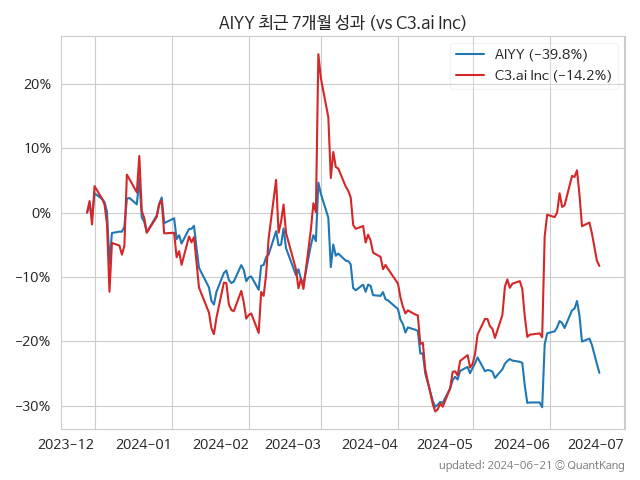 AIYY 최근 7개월 성과 (vs C3.ai Inc)
AIYY (-39.8%)
C3.ai Inc (-14.2%)
20%
10%
0%
-10%
-20%
-30%
2023-12 2024-01 2024-02 2024-03 2024-04 2024-05 2024-06 2024-07
updated: 2024-06-21 © QuantKang